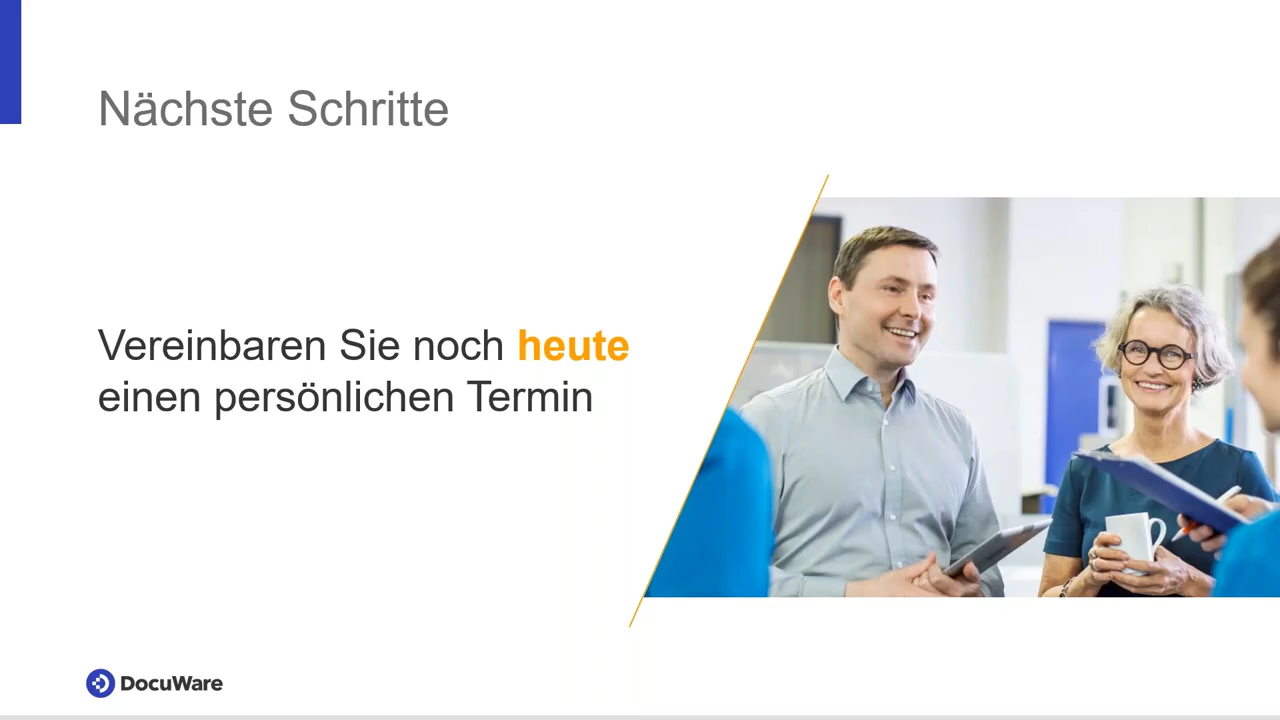 Nächste Schritte
Vereinbaren Sie noch heute
einen persönlichen Termin
DocuWare